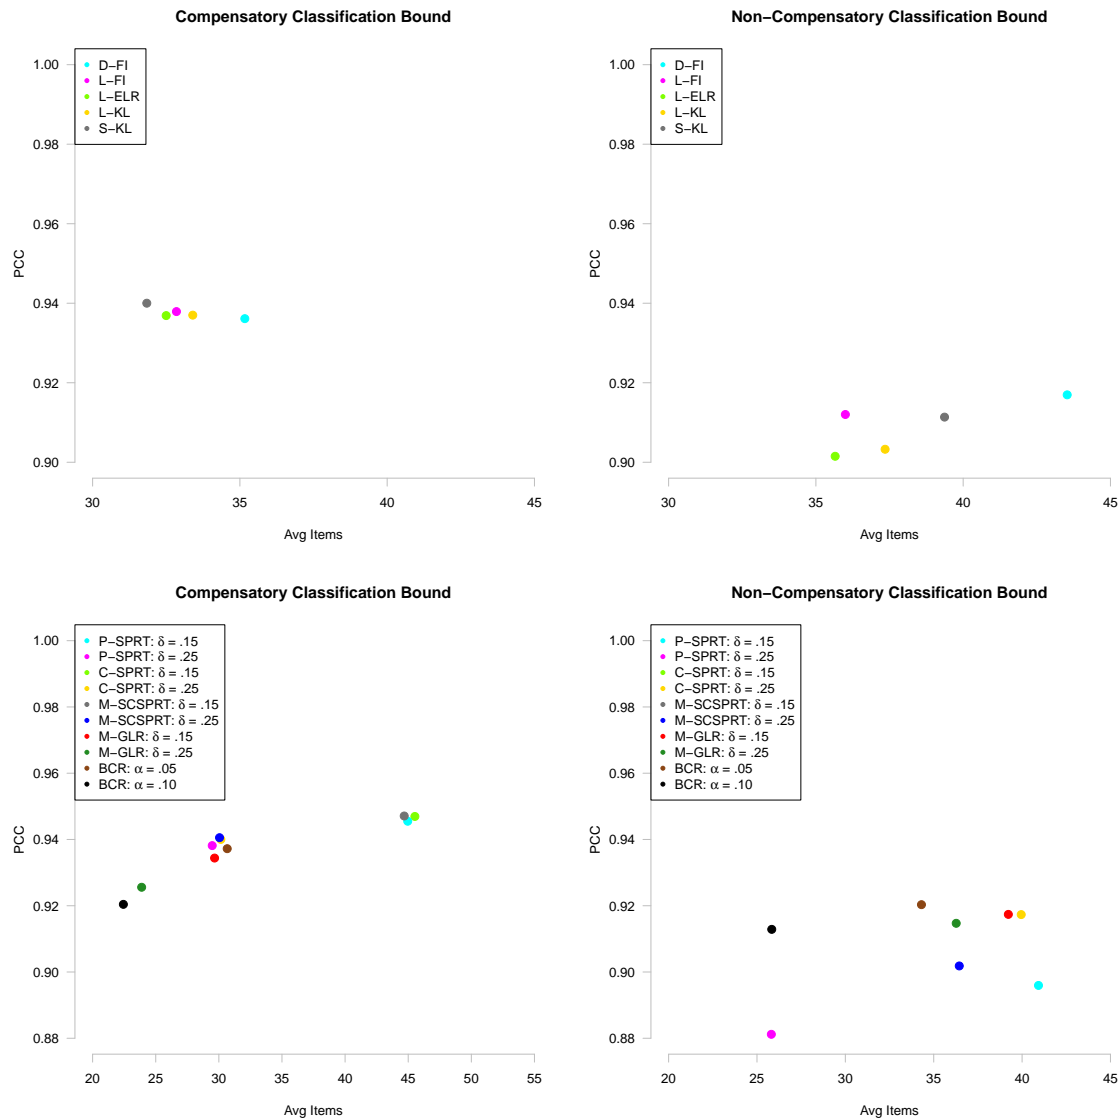 Compensatory Classification Bound
D−FI
L−FI
L−ELR
L−KL
S−KL
1.00
0.98
0.96
0.94
0.92
0.90
PCC
30 35 40 45
Avg Items
Non−Compensatory Classification Bound
D−FI
L−FI
L−ELR
L−KL
S−KL
1.00
0.98
0.96
0.94
0.92
0.90
PCC
30 35 40 45
Avg Items
Compensatory Classification Bound
P−SPRT: δ = .15
P−SPRT: δ = .25
C−SPRT: δ = .15
C−SPRT: δ = .25
M−SCSPRT: δ = .15
M−SCSPRT: δ = .25
M−GLR: δ = .15
M−GLR: δ = .25
BCR: α = .05
BCR: α = .10
1.00
0.98
0.96
0.94
0.92
0.90
0.88
PCC
20 25 30 35 40 45 50 55
Avg Items
Non−Compensatory Classification Bound
P−SPRT: δ = .15
P−SPRT: δ = .25
C−SPRT: δ = .15
C−SPRT: δ = .25
M−SCSPRT: δ = .15
M−SCSPRT: δ = .25
M−GLR: δ = .15
M−GLR: δ = .25
BCR: α = .05
BCR: α = .10
1.00
0.98
0.96
0.94
0.92
0.90
0.88
PCC
20 25 30 35 40 45
Avg Items